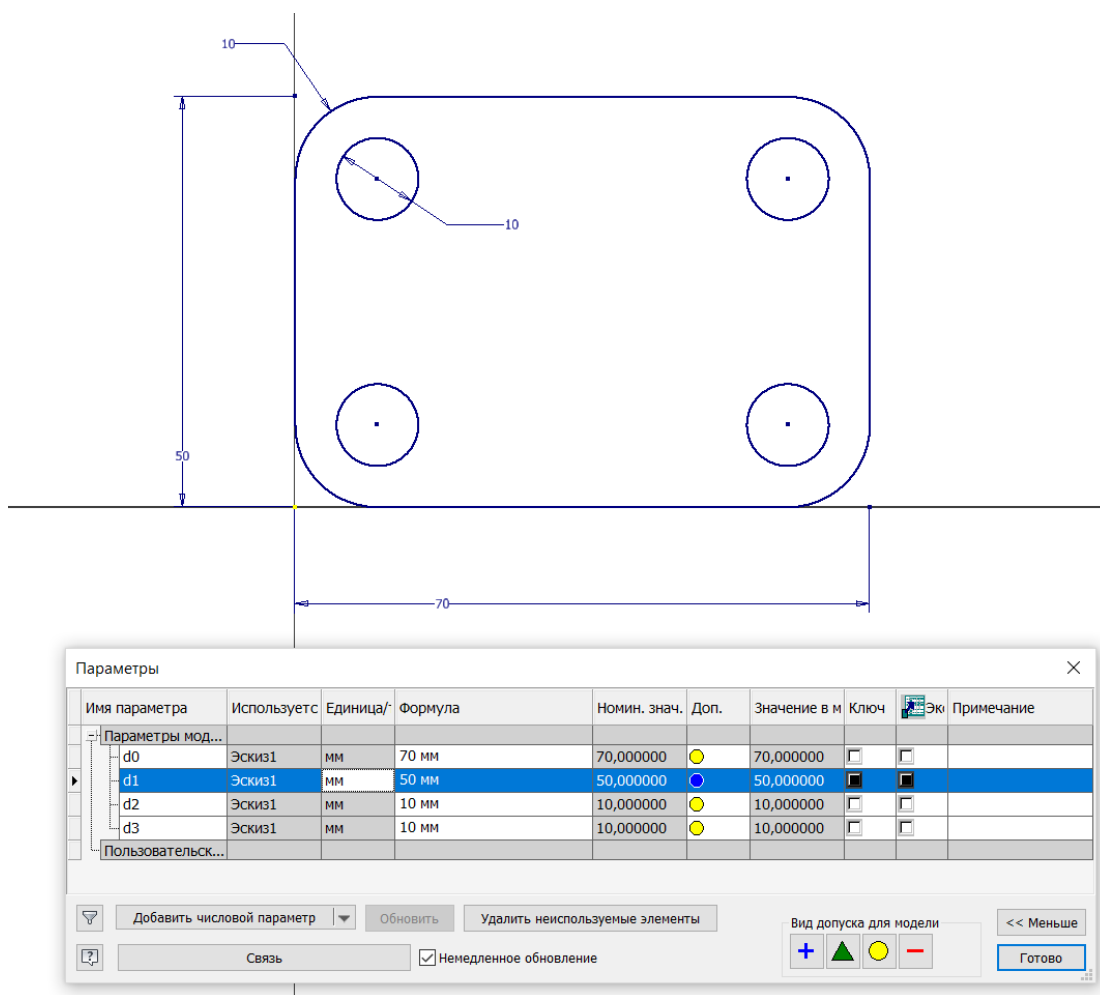 10
10
50
70
Параметры
Имя параметра Используетс Единица/ Формула Номин. знач. Доп. Значение в м Ключ Эк Примечание
Параметры мод...
d0 Эскиз1 мм 70 мм 70,000000 70,000000
d1 Эскиз1 мм 50 мм 50,000000 50,000000
d2 Эскиз1 мм 10 мм 10,000000 10,000000
d3 Эскиз1 мм 10 мм 10,000000 10,000000
Пользовательск...
Добавить числовой параметр Обновить Удалить неиспользуемые элементы Вид допуска для модели << Меньше
Связь Немедленное обновление Готово